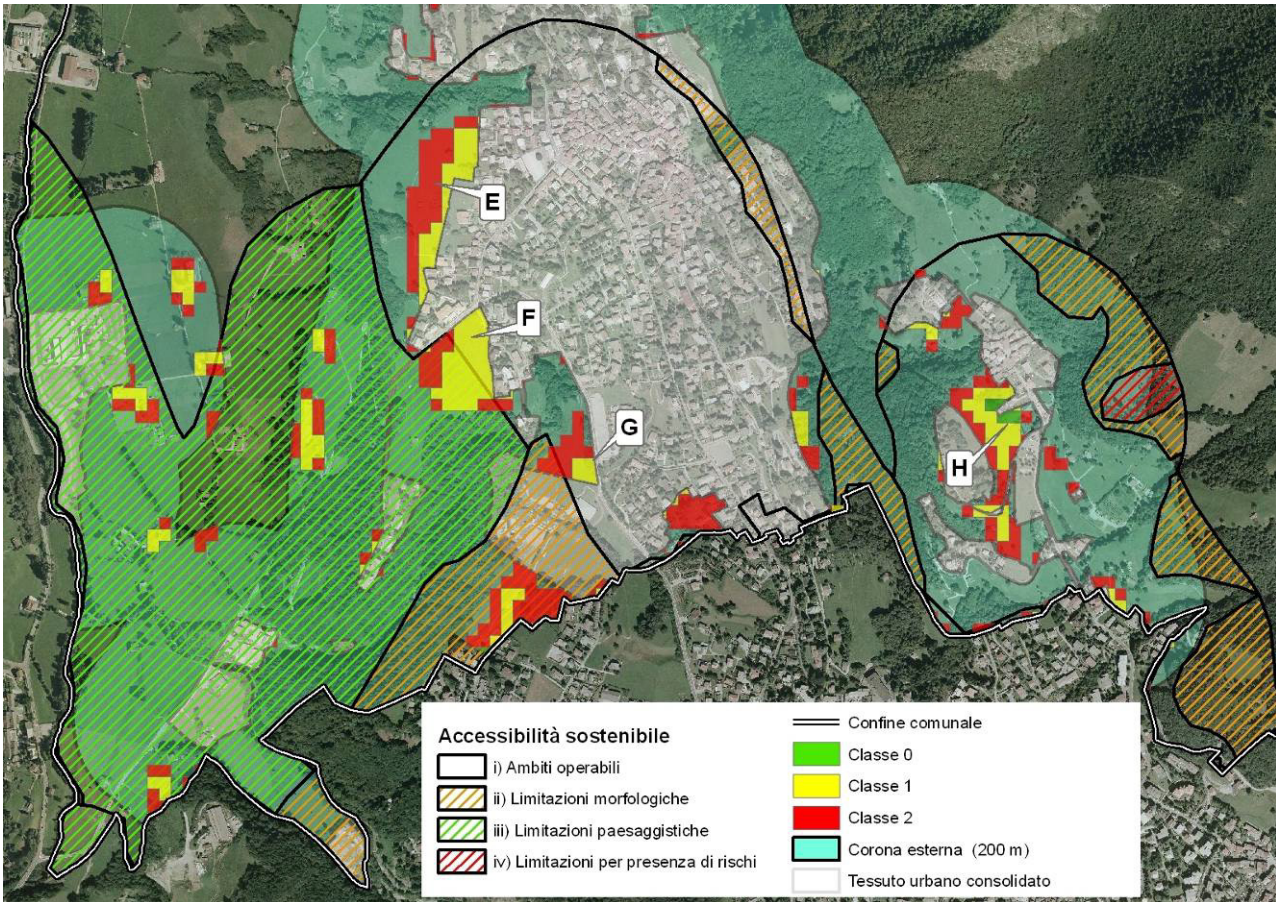 E
F
G
H
Accessibilità sostenibile
i) Ambiti operabili
ii) Limitazioni morfologiche
iii) Limitazioni paesaggistiche
iv) Limitazioni per presenza di rischi
Confine comunale
Classe 0
Classe 1
Classe 2
Corona esterna (200 m)
Tessuto urbano consolidato